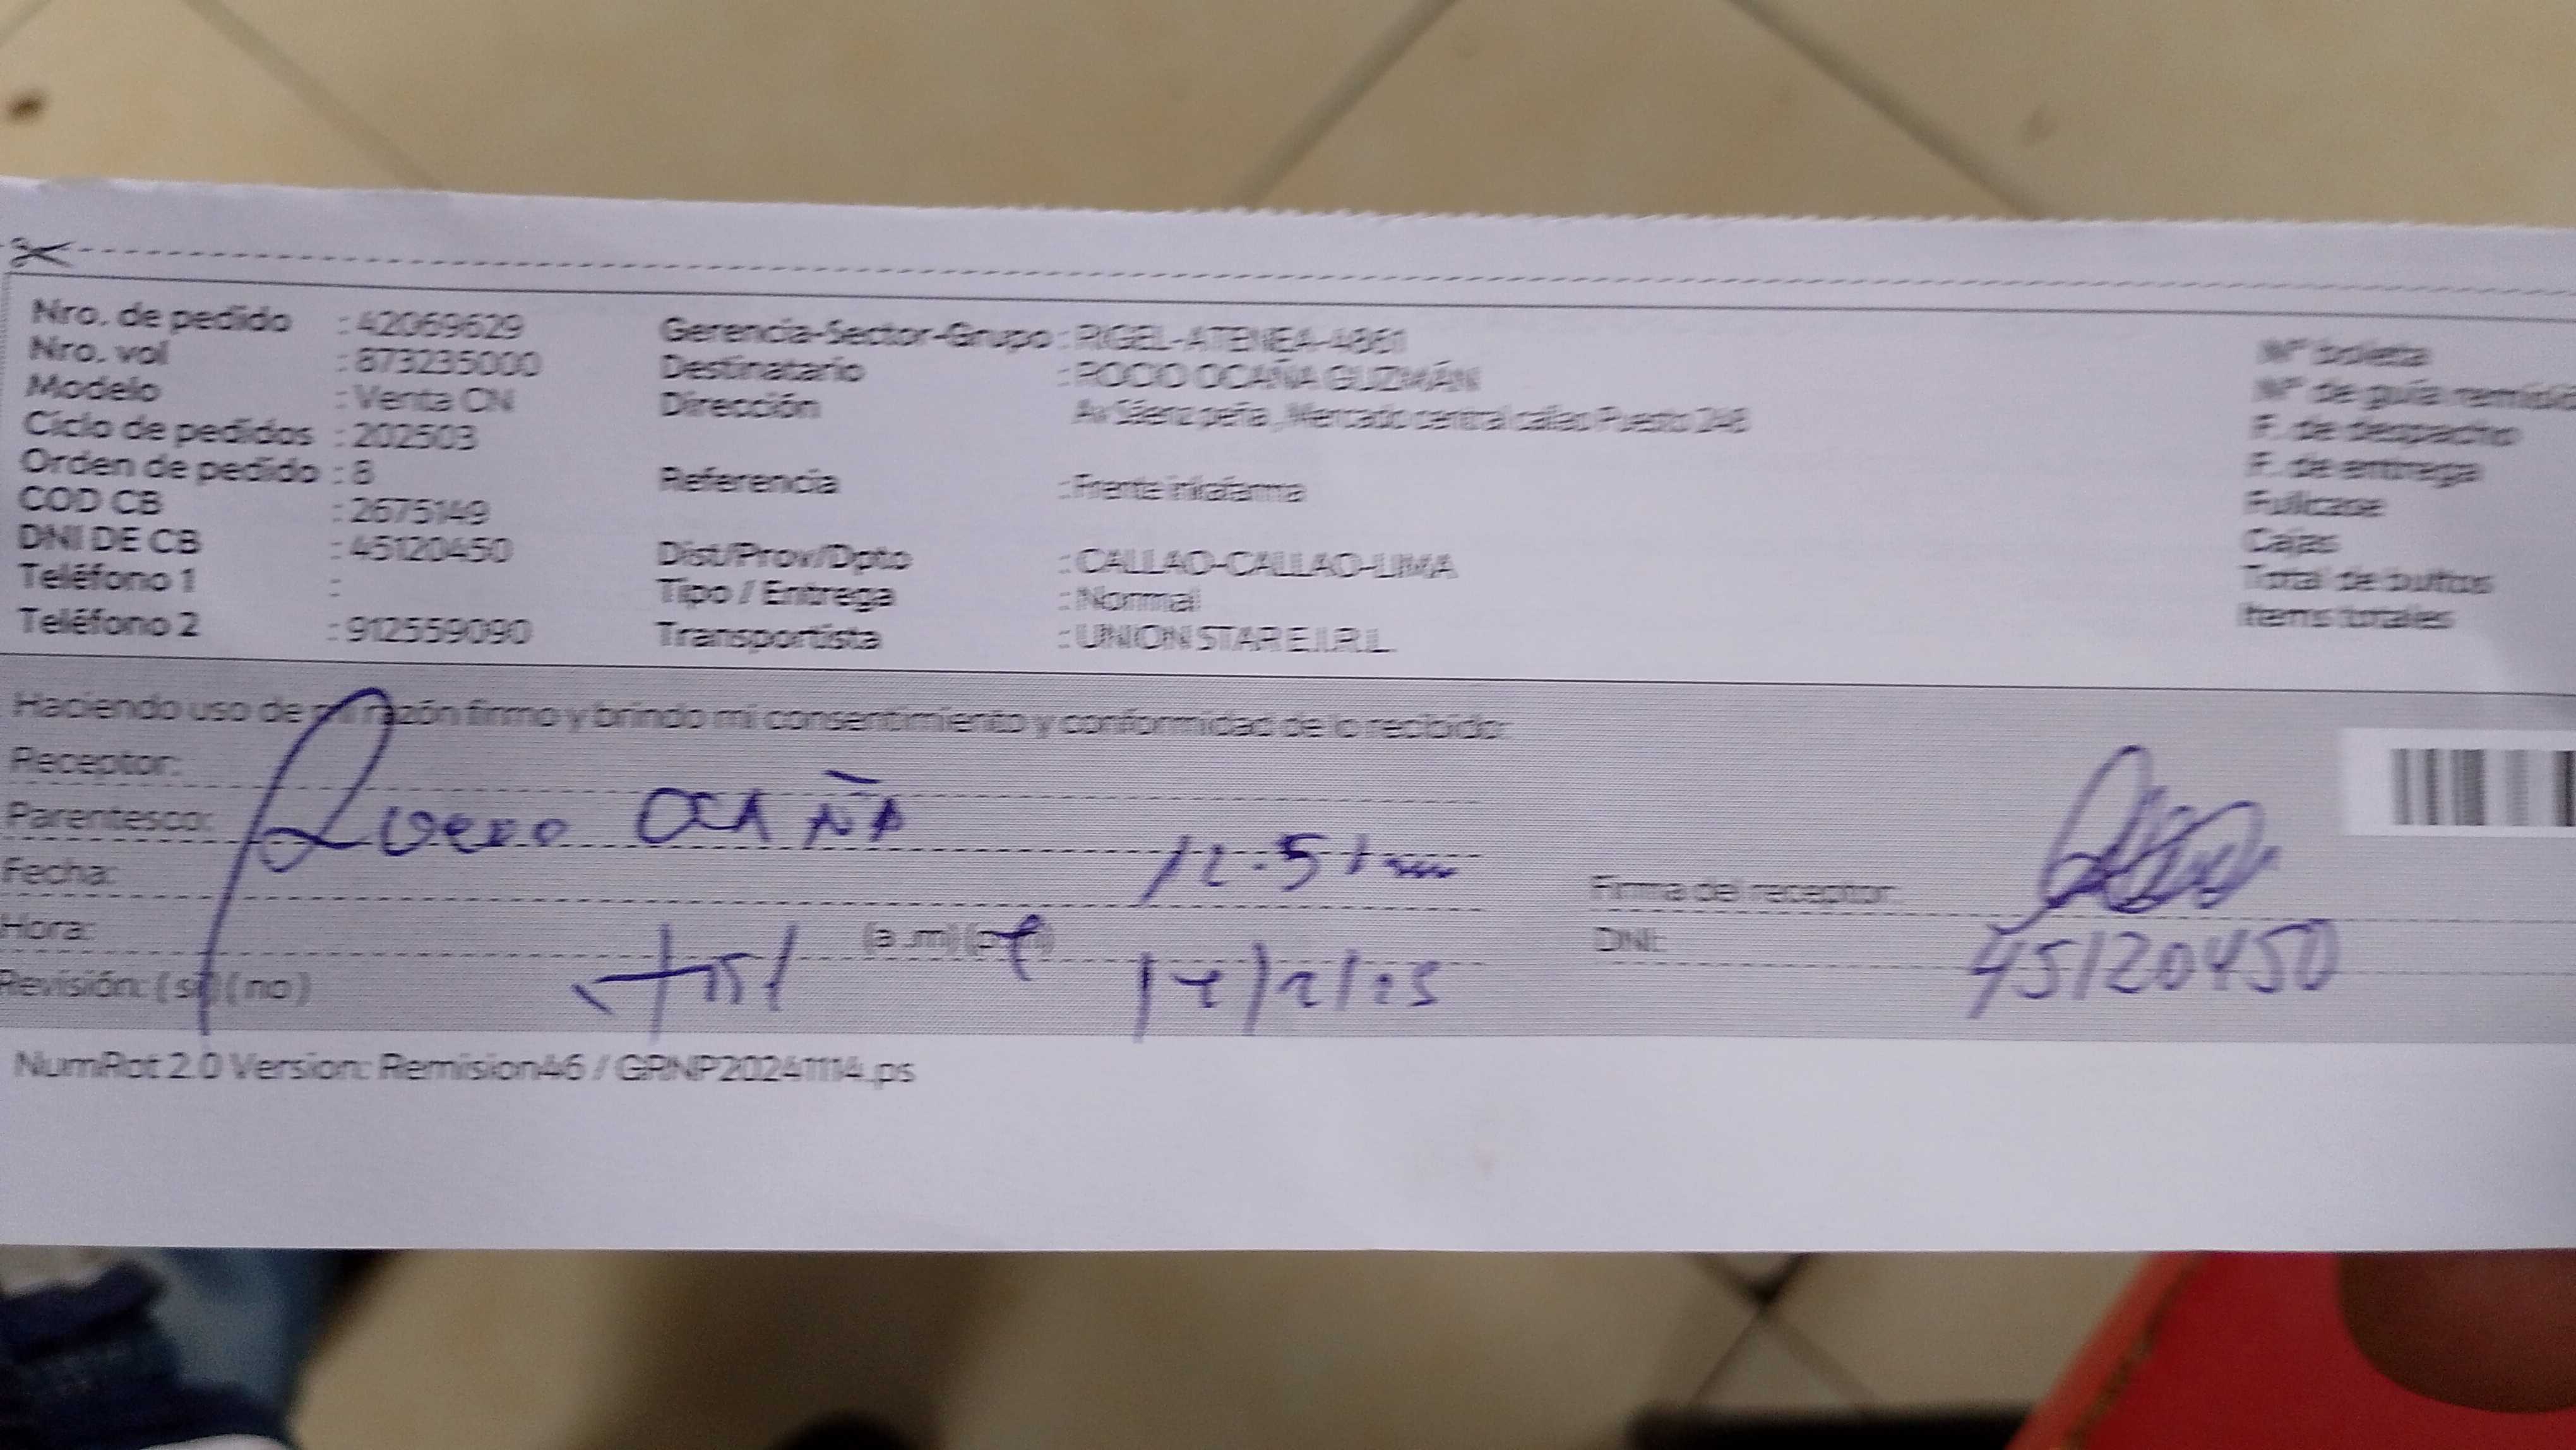 Nro. de pedido : 42069629
Nro. vol : 873235000
Modelo : Venta CN
Ciclo de pedidos : 202503
Orden de pedido : 8
COD CB : 2675149
DNI DE CB : 45120450
Teléfono 1 :
Teléfono 2 : 912559090
Gerencia-Sector-Grupo : RIGEL-ATENEA-4861
Destinatario : ROCIO OCAÑA GUZMÁN
Dirección Av Sáenz peña , Mercado central callao Puesto 248
Referencia : Frente inkafarma
Dist/Prov/Dpto : CALLAO-CALLAO-LIMA
Tipo / Entrega : Normal
Transportista : UNION STAR E.I.R.L.
Nº boleta
Nº de guía remisió
F. de despacho
F. de entrega
Fullcase
Cajas
Total de bultos
Items totales
Haciendo uso de mi razón firmo y brindo mi consentimiento y conformidad de lo recibido:
Receptor:
Parentesco: Rocio OCAÑA
Fecha:
Hora: (a .m) (p
Revisión: ( si ) ( no )
Firma del receptor:
DNI: 45120450
NumRot 2.0 Version: Remision46 / GRNP20241114.ps